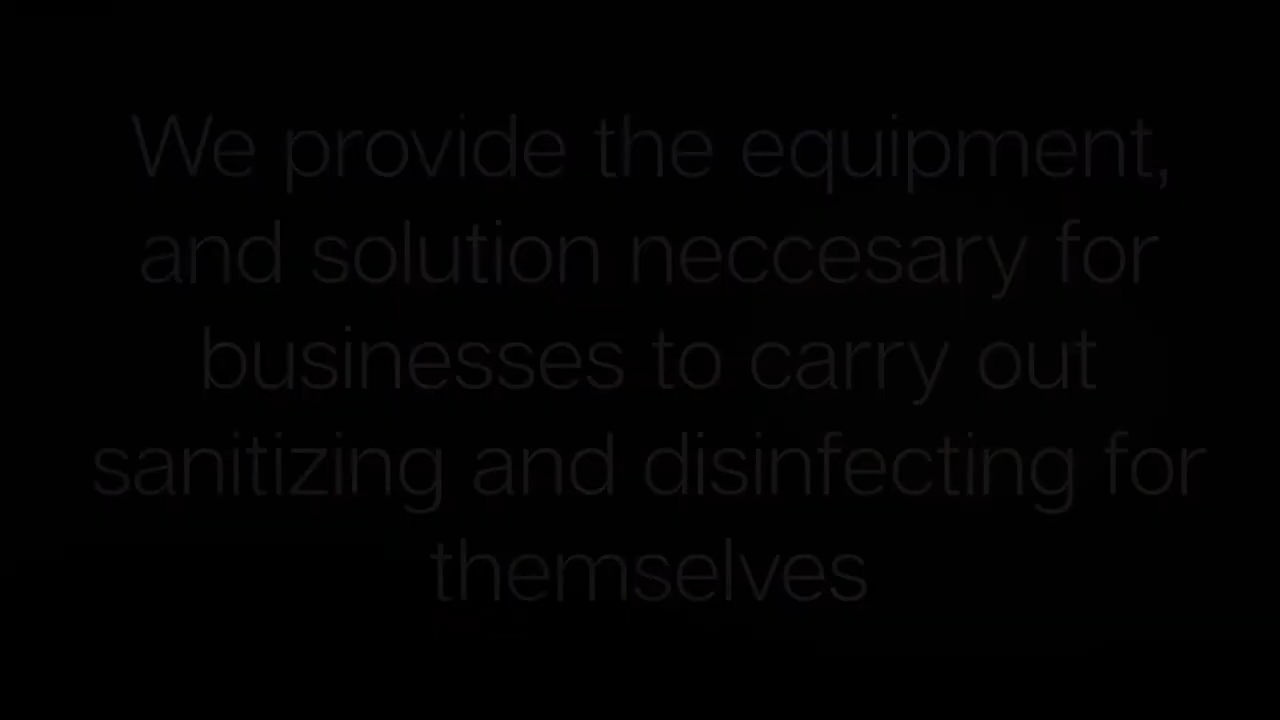 We provide the equipment,
and solution neccesary for
businesses to carry out
sanitizing and disinfecting for
themselves